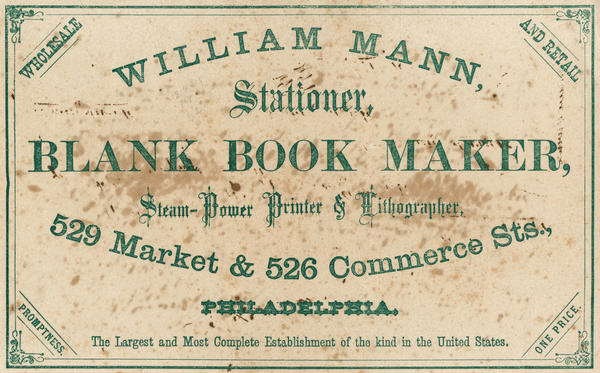 WHOLESALE
AND RETAIL
WILLIAM MANN,
Stationer,
BLANK BOOK MAKER,
Steam-Power Printer & Lithographer,
529 Market & 526 Commerce Sts.,
PHILADELPHIA.
PROMPTNESS.
ONE PRICE.
The Largest and Most Complete Establishment of the kind in the United States.